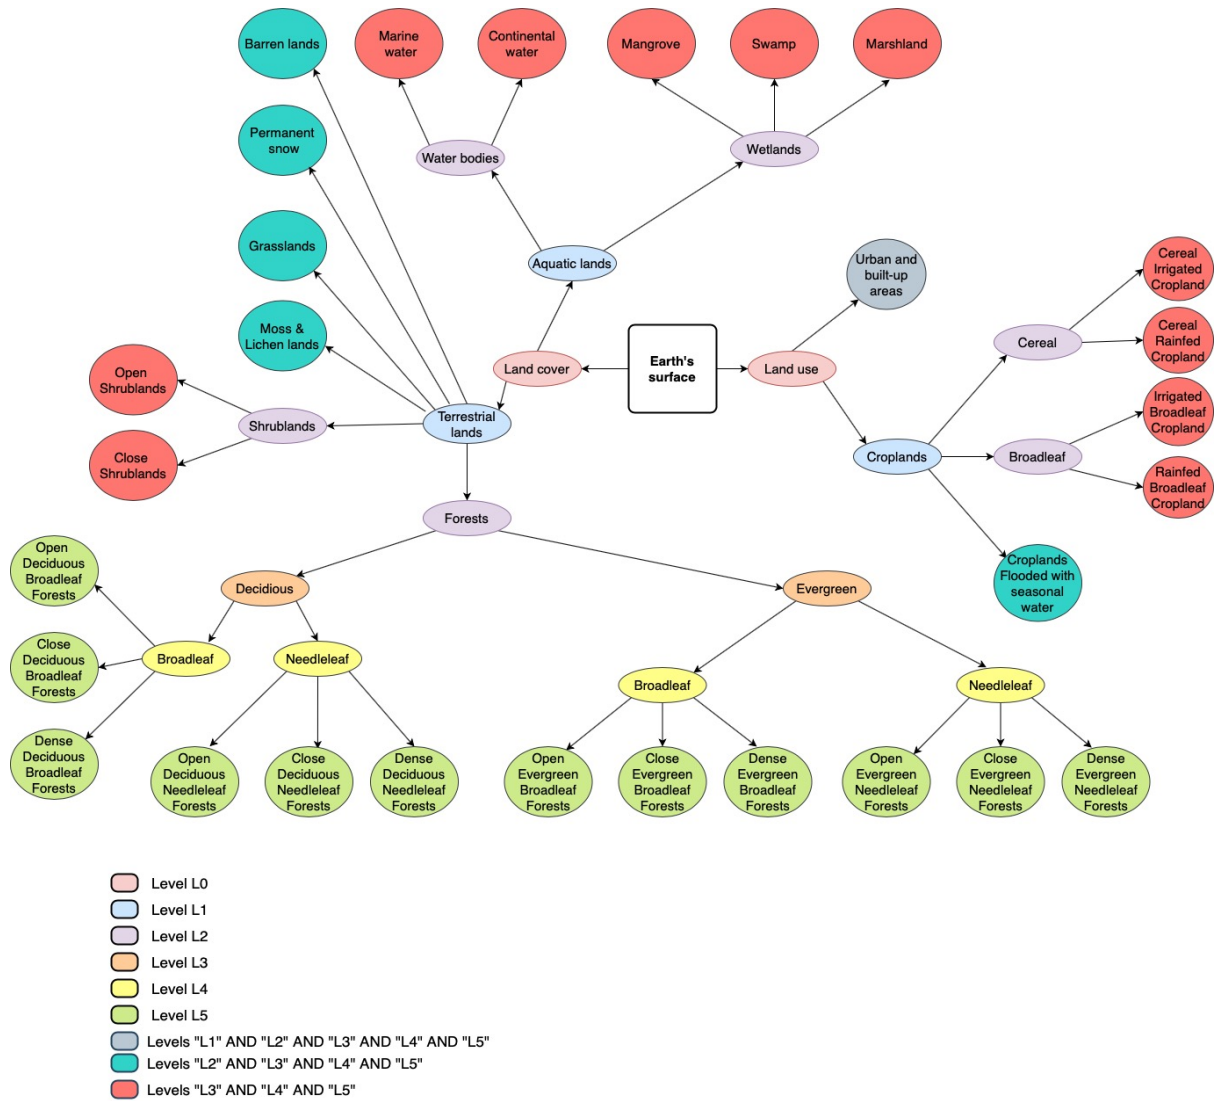 Barren lands
Marine
water
Continental
water
Mangrove
Swamp
Marshland
Permanent
snow
Water bodies
Wetlands
Grasslands
Aquatic lands
Urban and
built-up
areas
Cereal
Irrigated
Cropland
Moss &
Lichen lands
Cereal
Cereal
Rainfed
Cropland
Open
Shrublands
Land cover
Earth's
surface
Land use
Irrigated
Broadleaf
Cropland
Shrublands
Terrestrial
lands
Close
Shrublands
Croplands
Broadleaf
Rainfed
Broadleaf
Cropland
Forests
Open
Deciduous
Broadleaf
Forests
Decidious
Evergreen
Croplands
Flooded with
seasonal
water
Close
Deciduous
Broadleaf
Forests
Broadleaf
Needleleaf
Broadleaf
Needleleaf
Dense
Deciduous
Broadleaf
Forests
Open
Deciduous
Needleleaf
Forests
Close
Deciduous
Needleleaf
Forests
Dense
Deciduous
Needleleaf
Forests
Open
Evergreen
Broadleaf
Forests
Close
Evergreen
Broadleaf
Forests
Dense
Evergreen
Broadleaf
Forests
Open
Evergreen
Needleleaf
Forests
Close
Evergreen
Needleleaf
Forests
Dense
Evergreen
Needleleaf
Forests
Level L0
Level L1
Level L2
Level L3
Level L4
Level L5
Levels "L1" AND "L2" AND "L3" AND "L4" AND "L5"
Levels "L2" AND "L3" AND "L4" AND "L5"
Levels "L3" AND "L4" AND "L5"